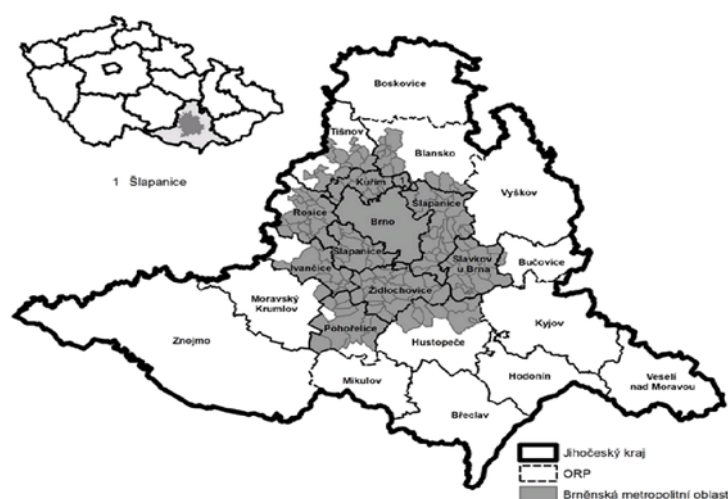 Boskovice
Tišnov
Blansko
1 Šlapanice
Kuřim
1
Vyškov
Rosice
Šlapanice
Brno
Šlapanice
Slavkov
u Brna
Bučovice
Ivančice
Židlochovice
Moravský
Krumlov
Pohořelice
Kyjov
Znojmo
Hustopeče
Mikulov
Hodonín
Veselí
nad Moravou
Břeclav
Jihočeský kraj
ORP
Brněnská metropolitní oblast